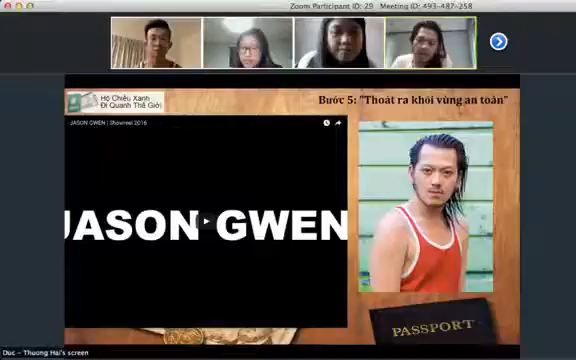 Zoom Participant ID: 29 Meeting ID: 493-487-258
Hộ Chiếu Xanh
Đi Quanh Thế Giới
Bước 5: "Thoát ra khỏi vùng an toàn"
JASON GWEN | Showreel 2016
JASON GWEN
PASSPORT
Duc - Thuong Hai's screen